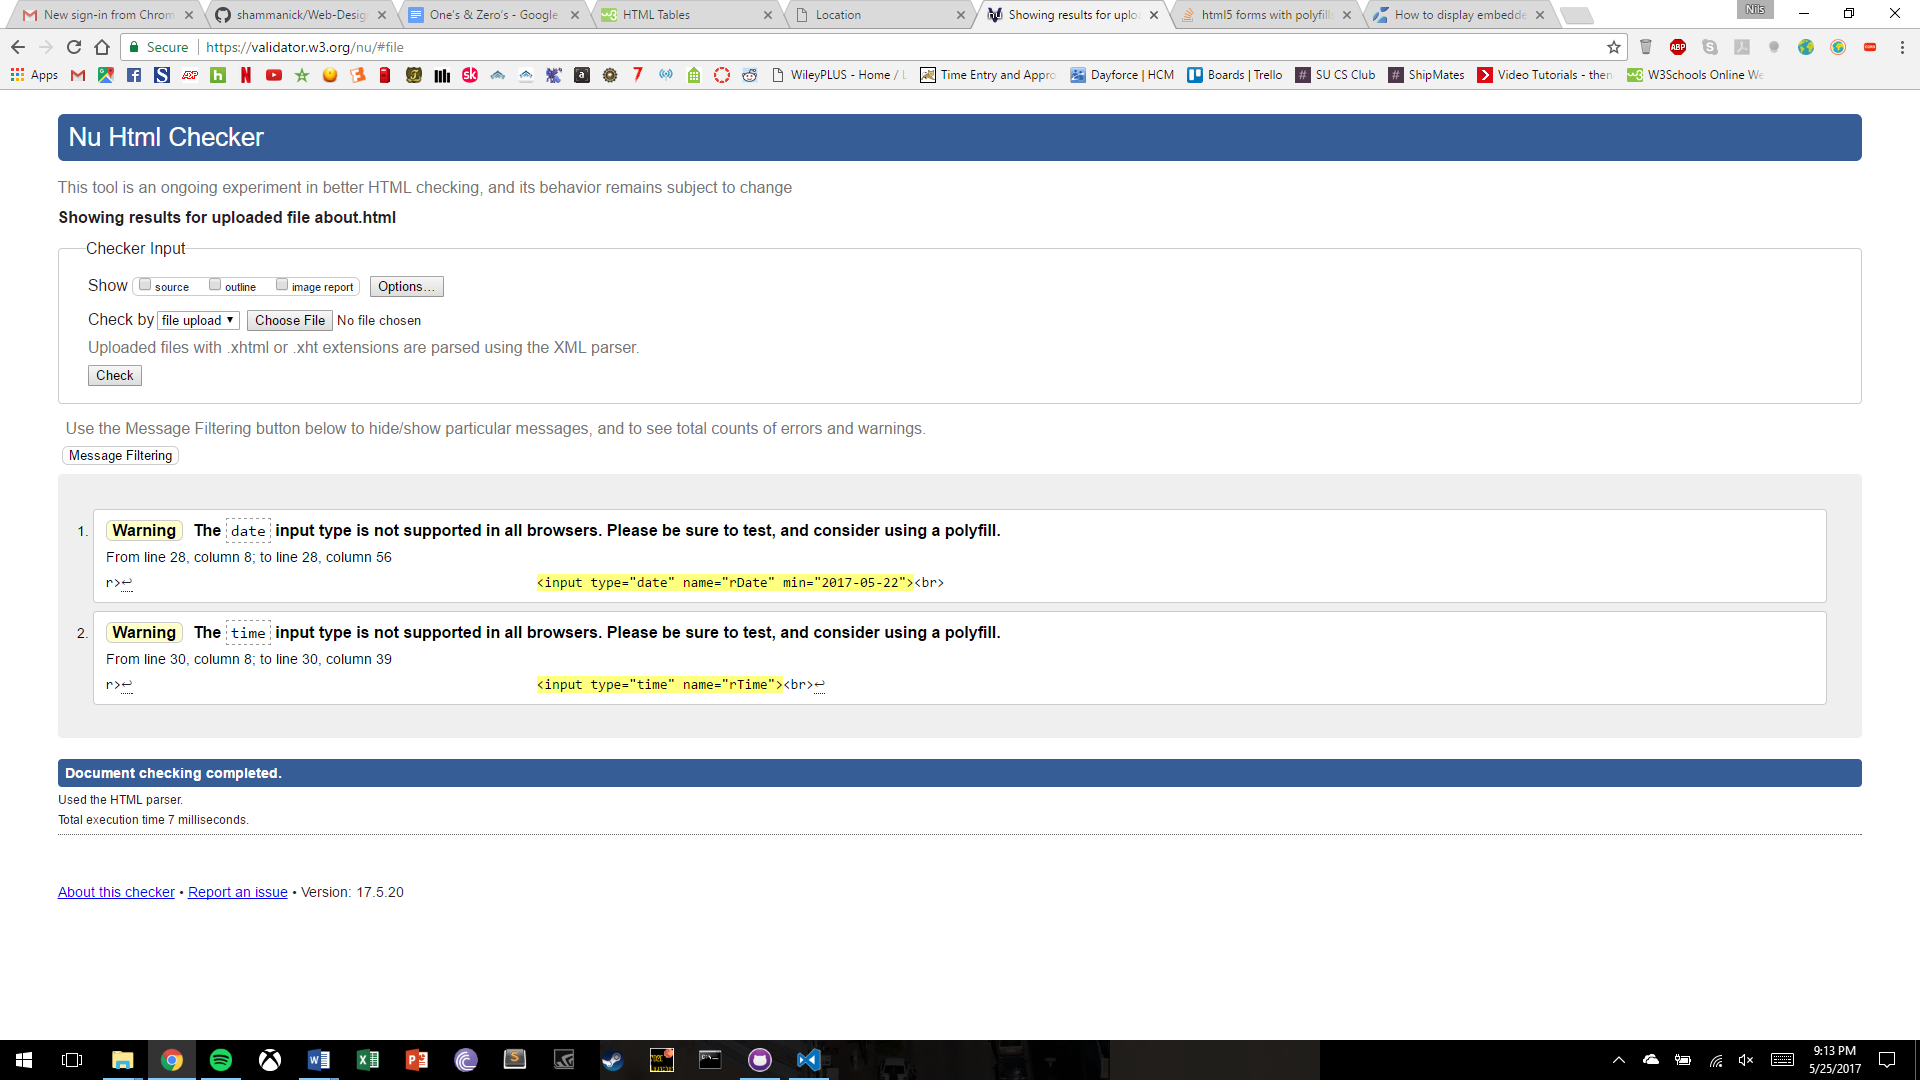 New sign-in from Chrom
shammanick/Web-Desig
One's & Zero's - Google
HTML Tables
Location
Showing results for uplo
html5 forms with polyfills
How to display embedde
Nils
Secure
https://validator.w3.org/nu/#file
Apps
WileyPLUS - Home / L
Time Entry and Appro
Dayforce | HCM
Boards | Trello
SU CS Club
ShipMates
Video Tutorials - then
W3Schools Online We
Nu Html Checker
This tool is an ongoing experiment in better HTML checking, and its behavior remains subject to change
Showing results for uploaded file about.html
Checker Input
Show source outline image report Options...
Check by file upload Choose File No file chosen
Uploaded files with .xhtml or .xht extensions are parsed using the XML parser.
Check
Use the Message Filtering button below to hide/show particular messages, and to see total counts of errors and warnings.
Message Filtering
1. Warning The date input type is not supported in all browsers. Please be sure to test, and consider using a polyfill.
From line 28, column 8; to line 28, column 56
r>↩ <input type="date" name="rDate" min="2017-05-22"><br>
2. Warning The time input type is not supported in all browsers. Please be sure to test, and consider using a polyfill.
From line 30, column 8; to line 30, column 39
r>↩ <input type="time" name="rTime"><br>↩
Document checking completed.
Used the HTML parser.
Total execution time 7 milliseconds.
About this checker • Report an issue • Version: 17.5.20
9:13 PM
5/25/2017